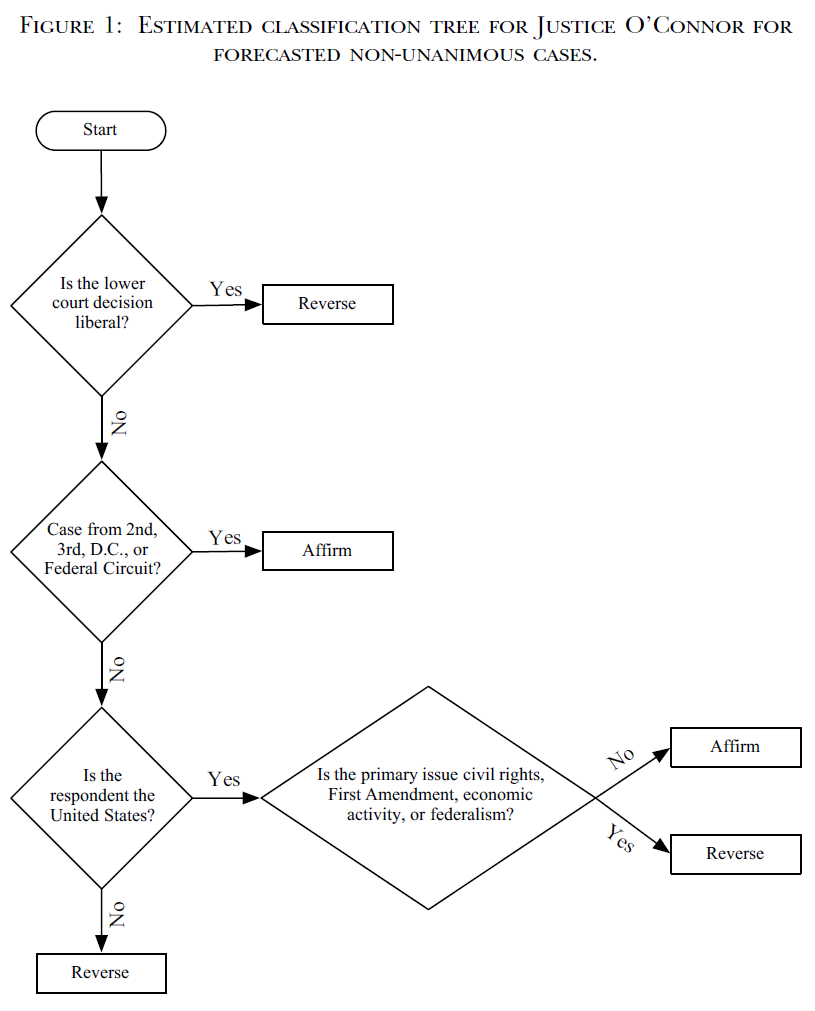 Figure 1: Estimated classification tree for Justice O'Connor for
forecasted non-unanimous cases.
Start
Is the lower
court decision
liberal?
Yes
Reverse
No
Case from 2nd,
3rd, D.C., or
Federal Circuit?
Yes
Affirm
No
Is the
respondent the
United States?
Yes
Is the primary issue civil rights,
First Amendment, economic
activity, or federalism?
No
Affirm
Yes
Reverse
No
Reverse